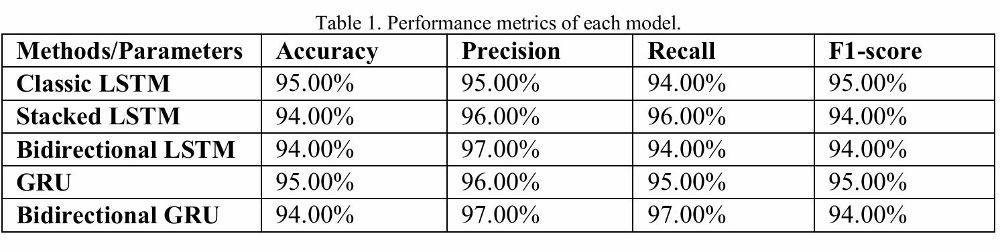 Table 1. Performance metrics of each model.
Methods/Parameters Accuracy Precision Recall F1-score
Classic LSTM 95.00% 95.00% 94.00% 95.00%
Stacked LSTM 94.00% 96.00% 96.00% 94.00%
Bidirectional LSTM 94.00% 97.00% 94.00% 94.00%
GRU 95.00% 96.00% 95.00% 95.00%
Bidirectional GRU 94.00% 97.00% 97.00% 94.00%